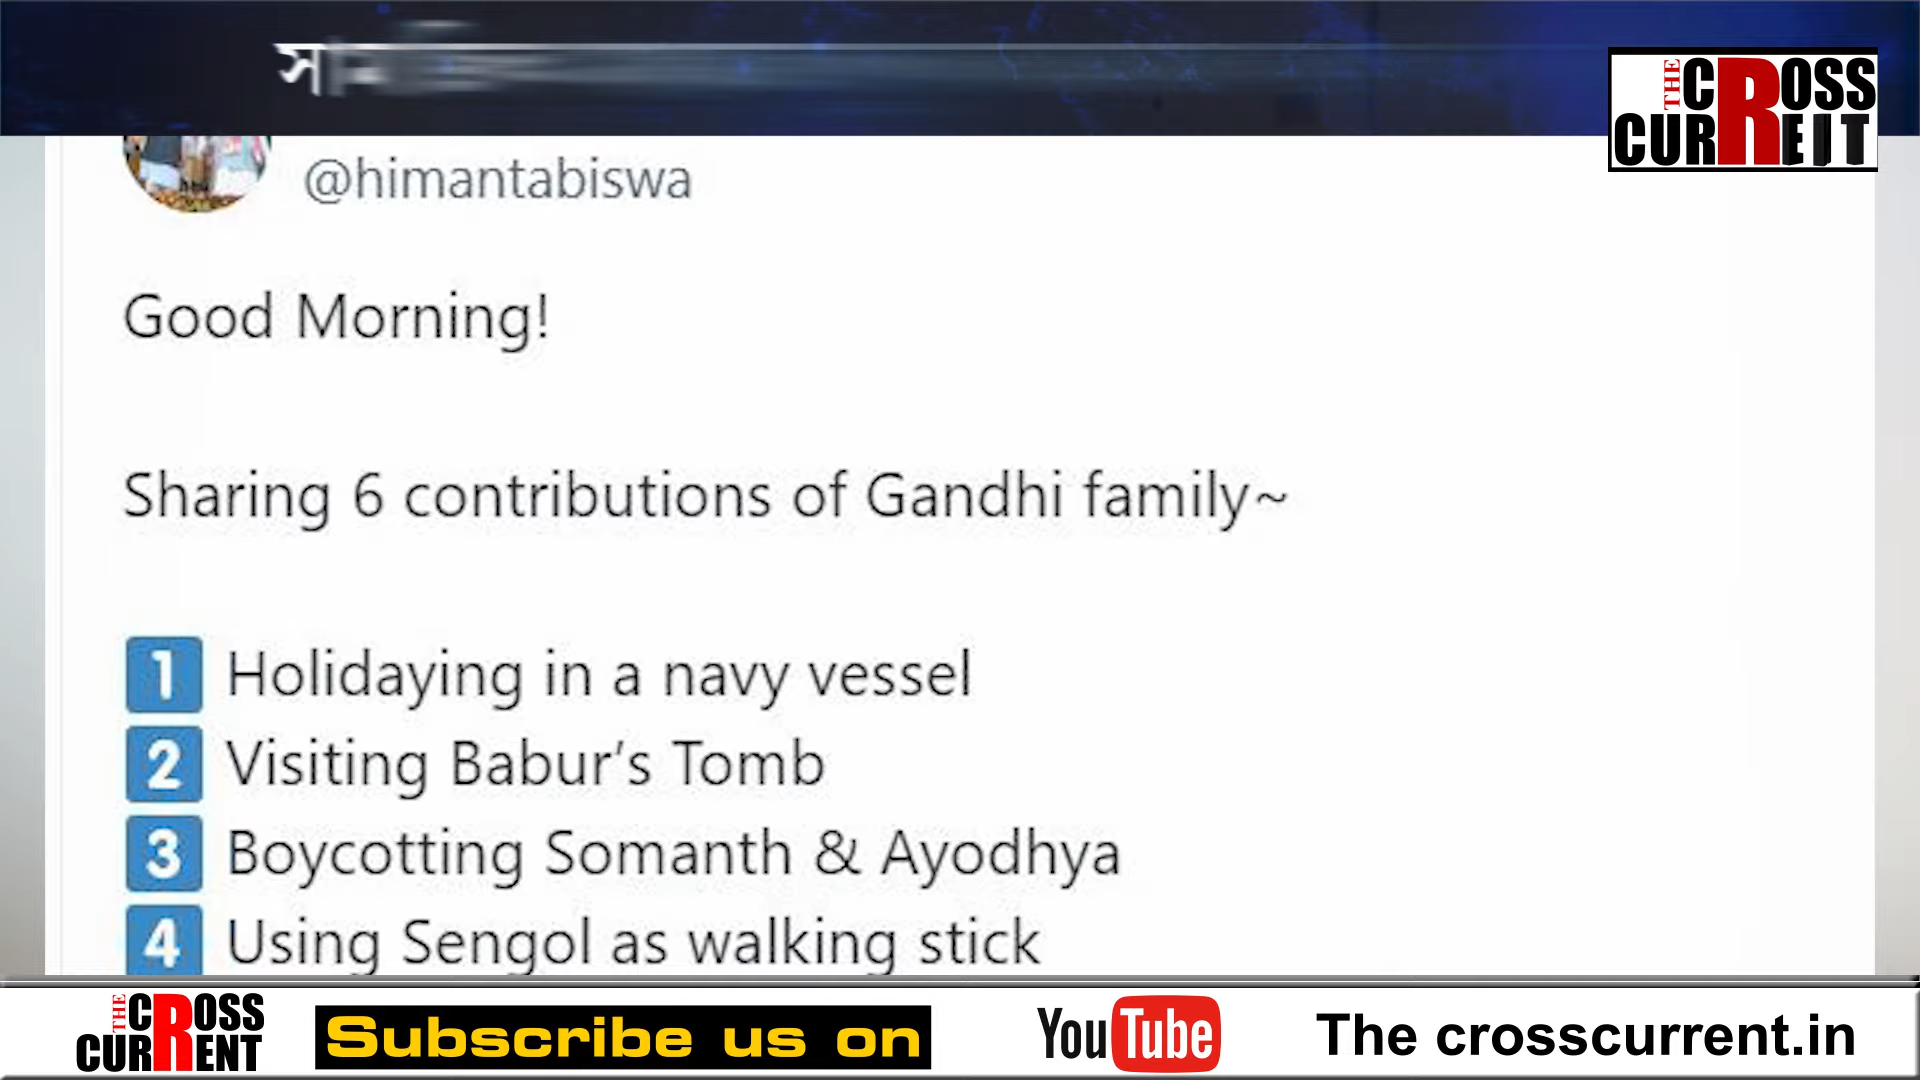 THE CROSS
CURRENT
@himantabiswa
Good Morning!
Sharing 6 contributions of Gandhi family~
1 Holidaying in a navy vessel
2 Visiting Babur's Tomb
3 Boycotting Somanth & Ayodhya
4 Using Sengol as walking stick
THE CROSS
CURRENT
Subscribe us on
YouTube
The crosscurrent.in